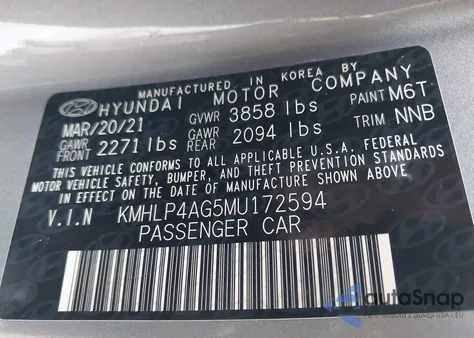 MANUFACTURED IN KOREA BY
HYUNDAI MOTOR COMPANY
MAR/20/21 GVWR 3858 lbs PAINT M6T
GAWR FRONT 2271 lbs GAWR REAR 2094 lbs TRIM NNB
THIS VEHICLE CONFORMS TO ALL APPLICABLE U.S.A. FEDERAL
MOTOR VEHICLE SAFETY, BUMPER, AND THEFT PREVENTION STANDARDS
IN EFFECT ON THE DATE OF MANUFACTURE SHOWN ABOVE.
V.I.N KMHLP4AG5MU172594
PASSENGER CAR
autoSnap